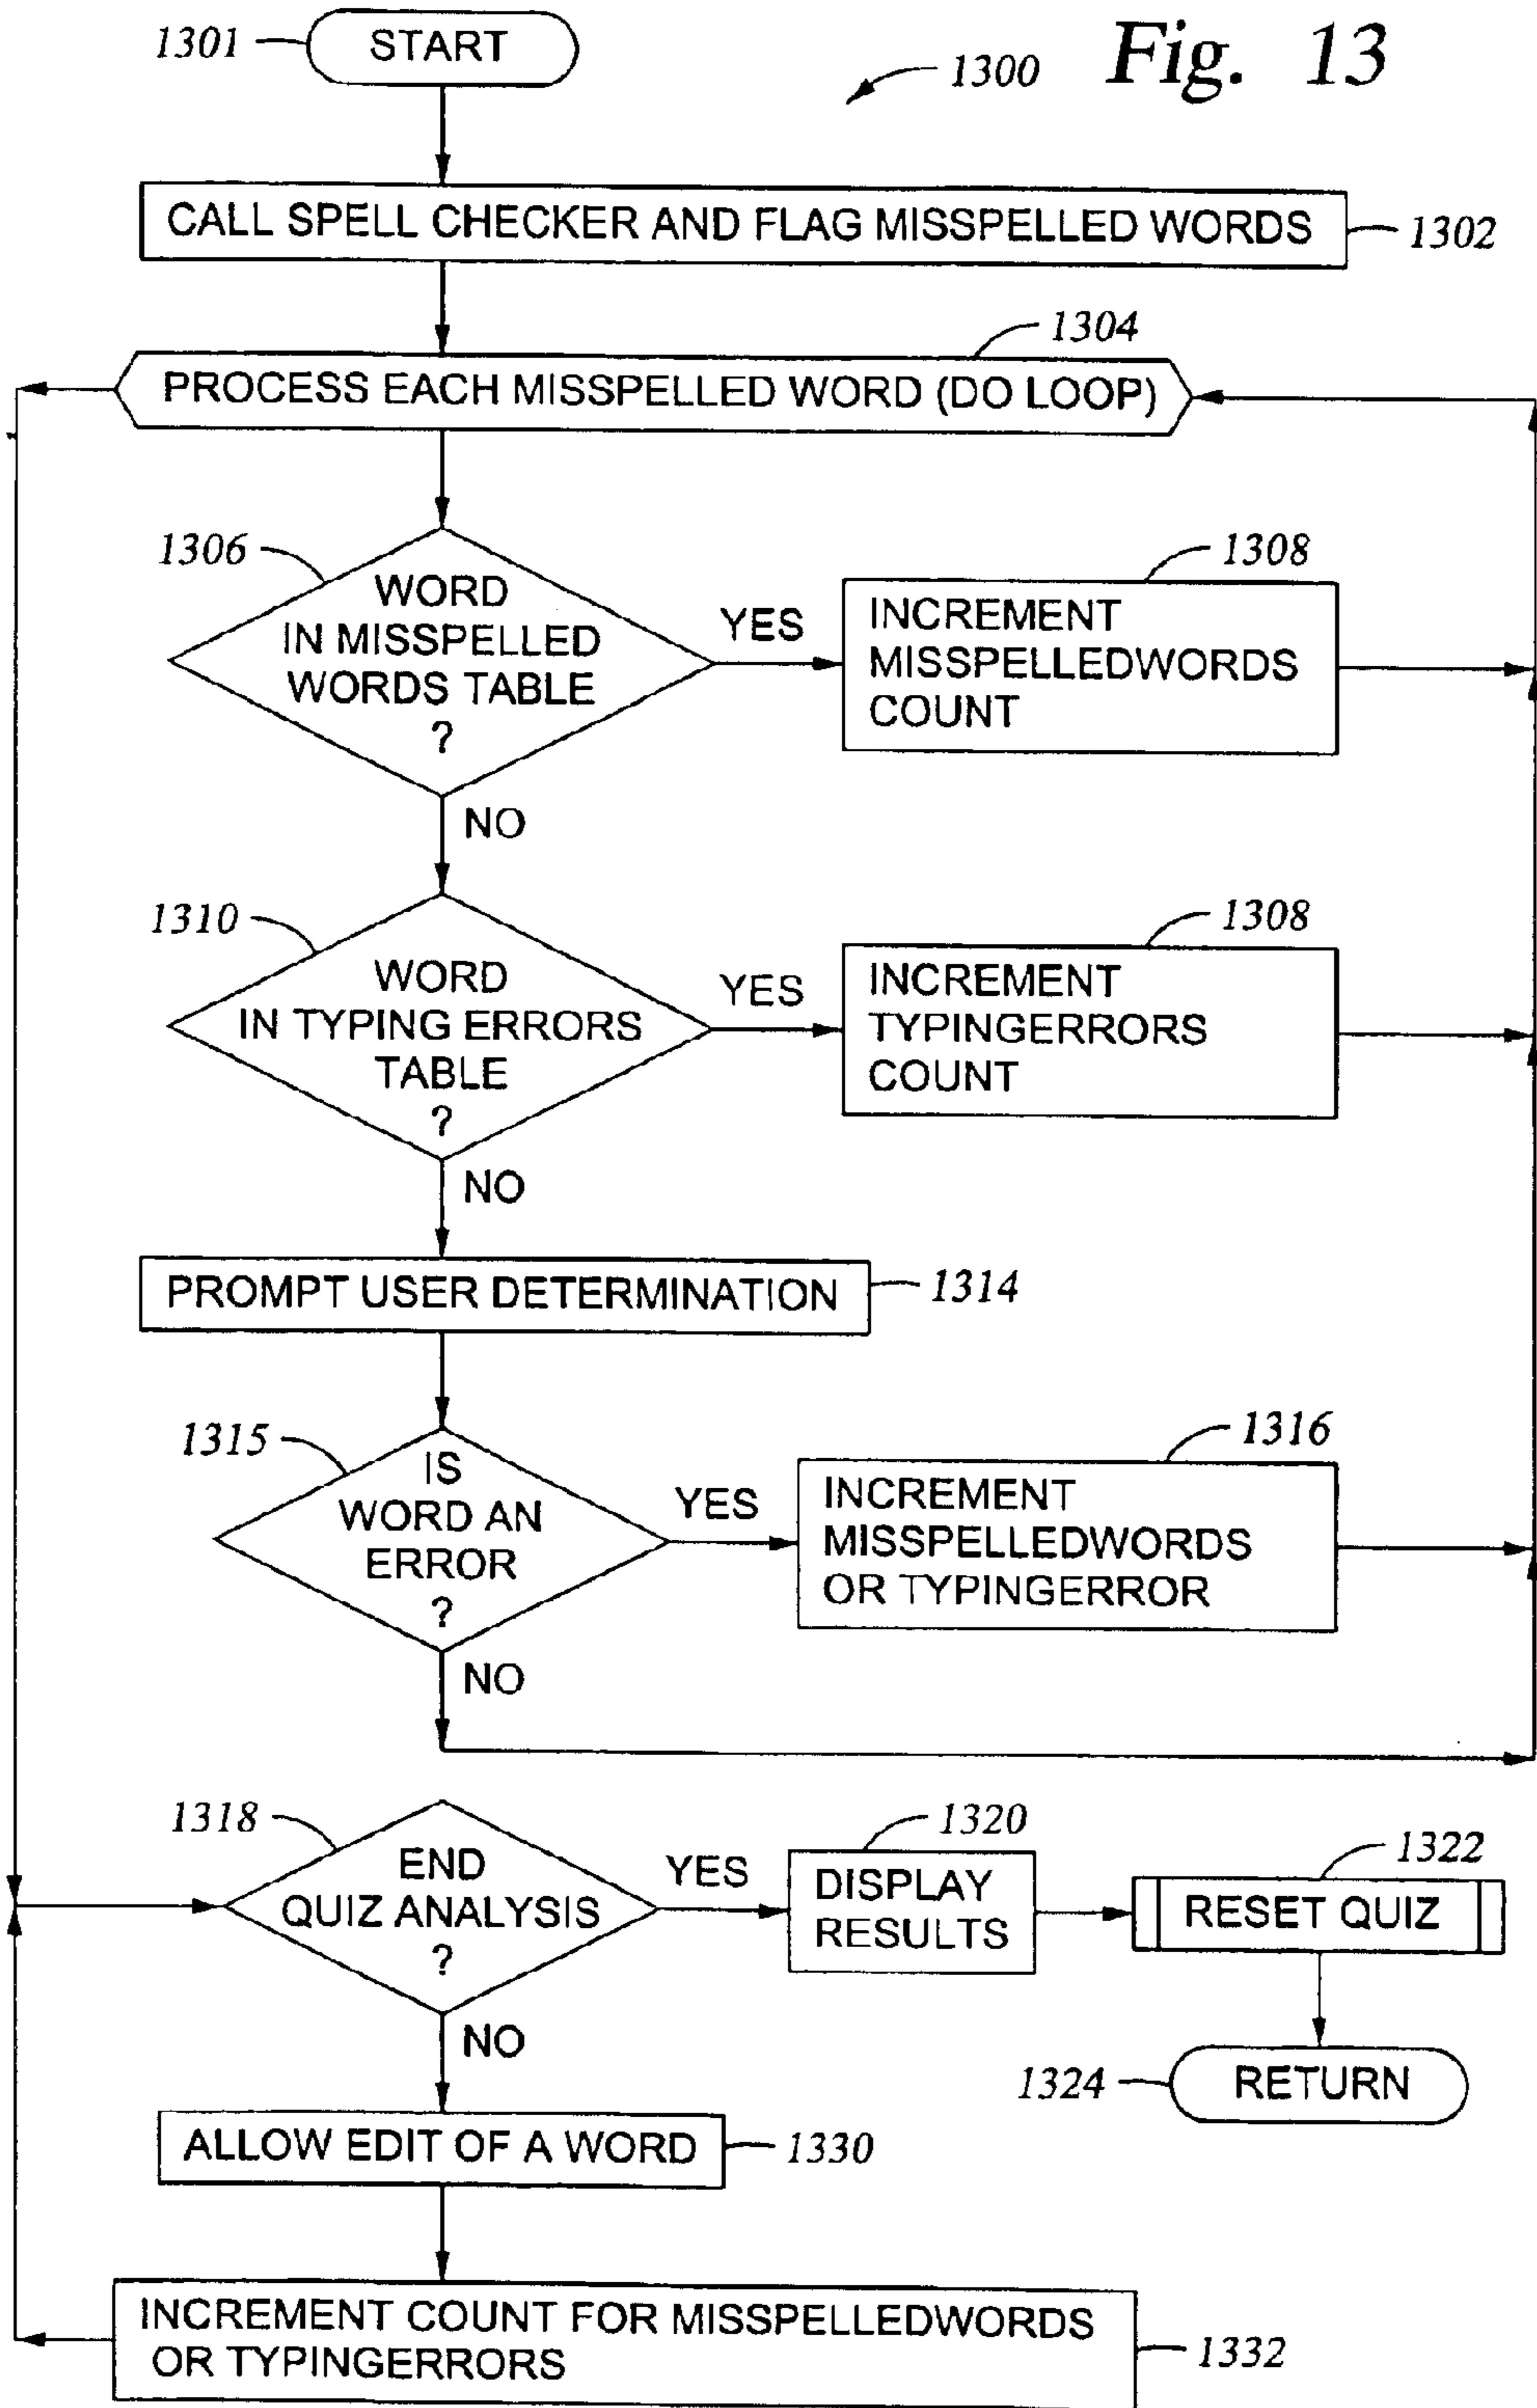 Fig. 13
1300
1301
START
CALL SPELL CHECKER AND FLAG MISSPELLED WORDS
1302
1304
PROCESS EACH MISSPELLED WORD (DO LOOP)
1306
WORD
IN MISSPELLED
WORDS TABLE
?
YES
1308
INCREMENT
MISSPELLEDWORDS
COUNT
NO
1310
WORD
IN TYPING ERRORS
TABLE
?
YES
1308
INCREMENT
TYPINGERRORS
COUNT
NO
PROMPT USER DETERMINATION
1314
1315
IS
WORD AN
ERROR
?
YES
1316
INCREMENT
MISSPELLEDWORDS
OR TYPINGERROR
NO
1318
END
QUIZ ANALYSIS
?
YES
1320
DISPLAY
RESULTS
1322
RESET QUIZ
1324
RETURN
NO
ALLOW EDIT OF A WORD
1330
INCREMENT COUNT FOR MISSPELLEDWORDS
OR TYPINGERRORS
1332